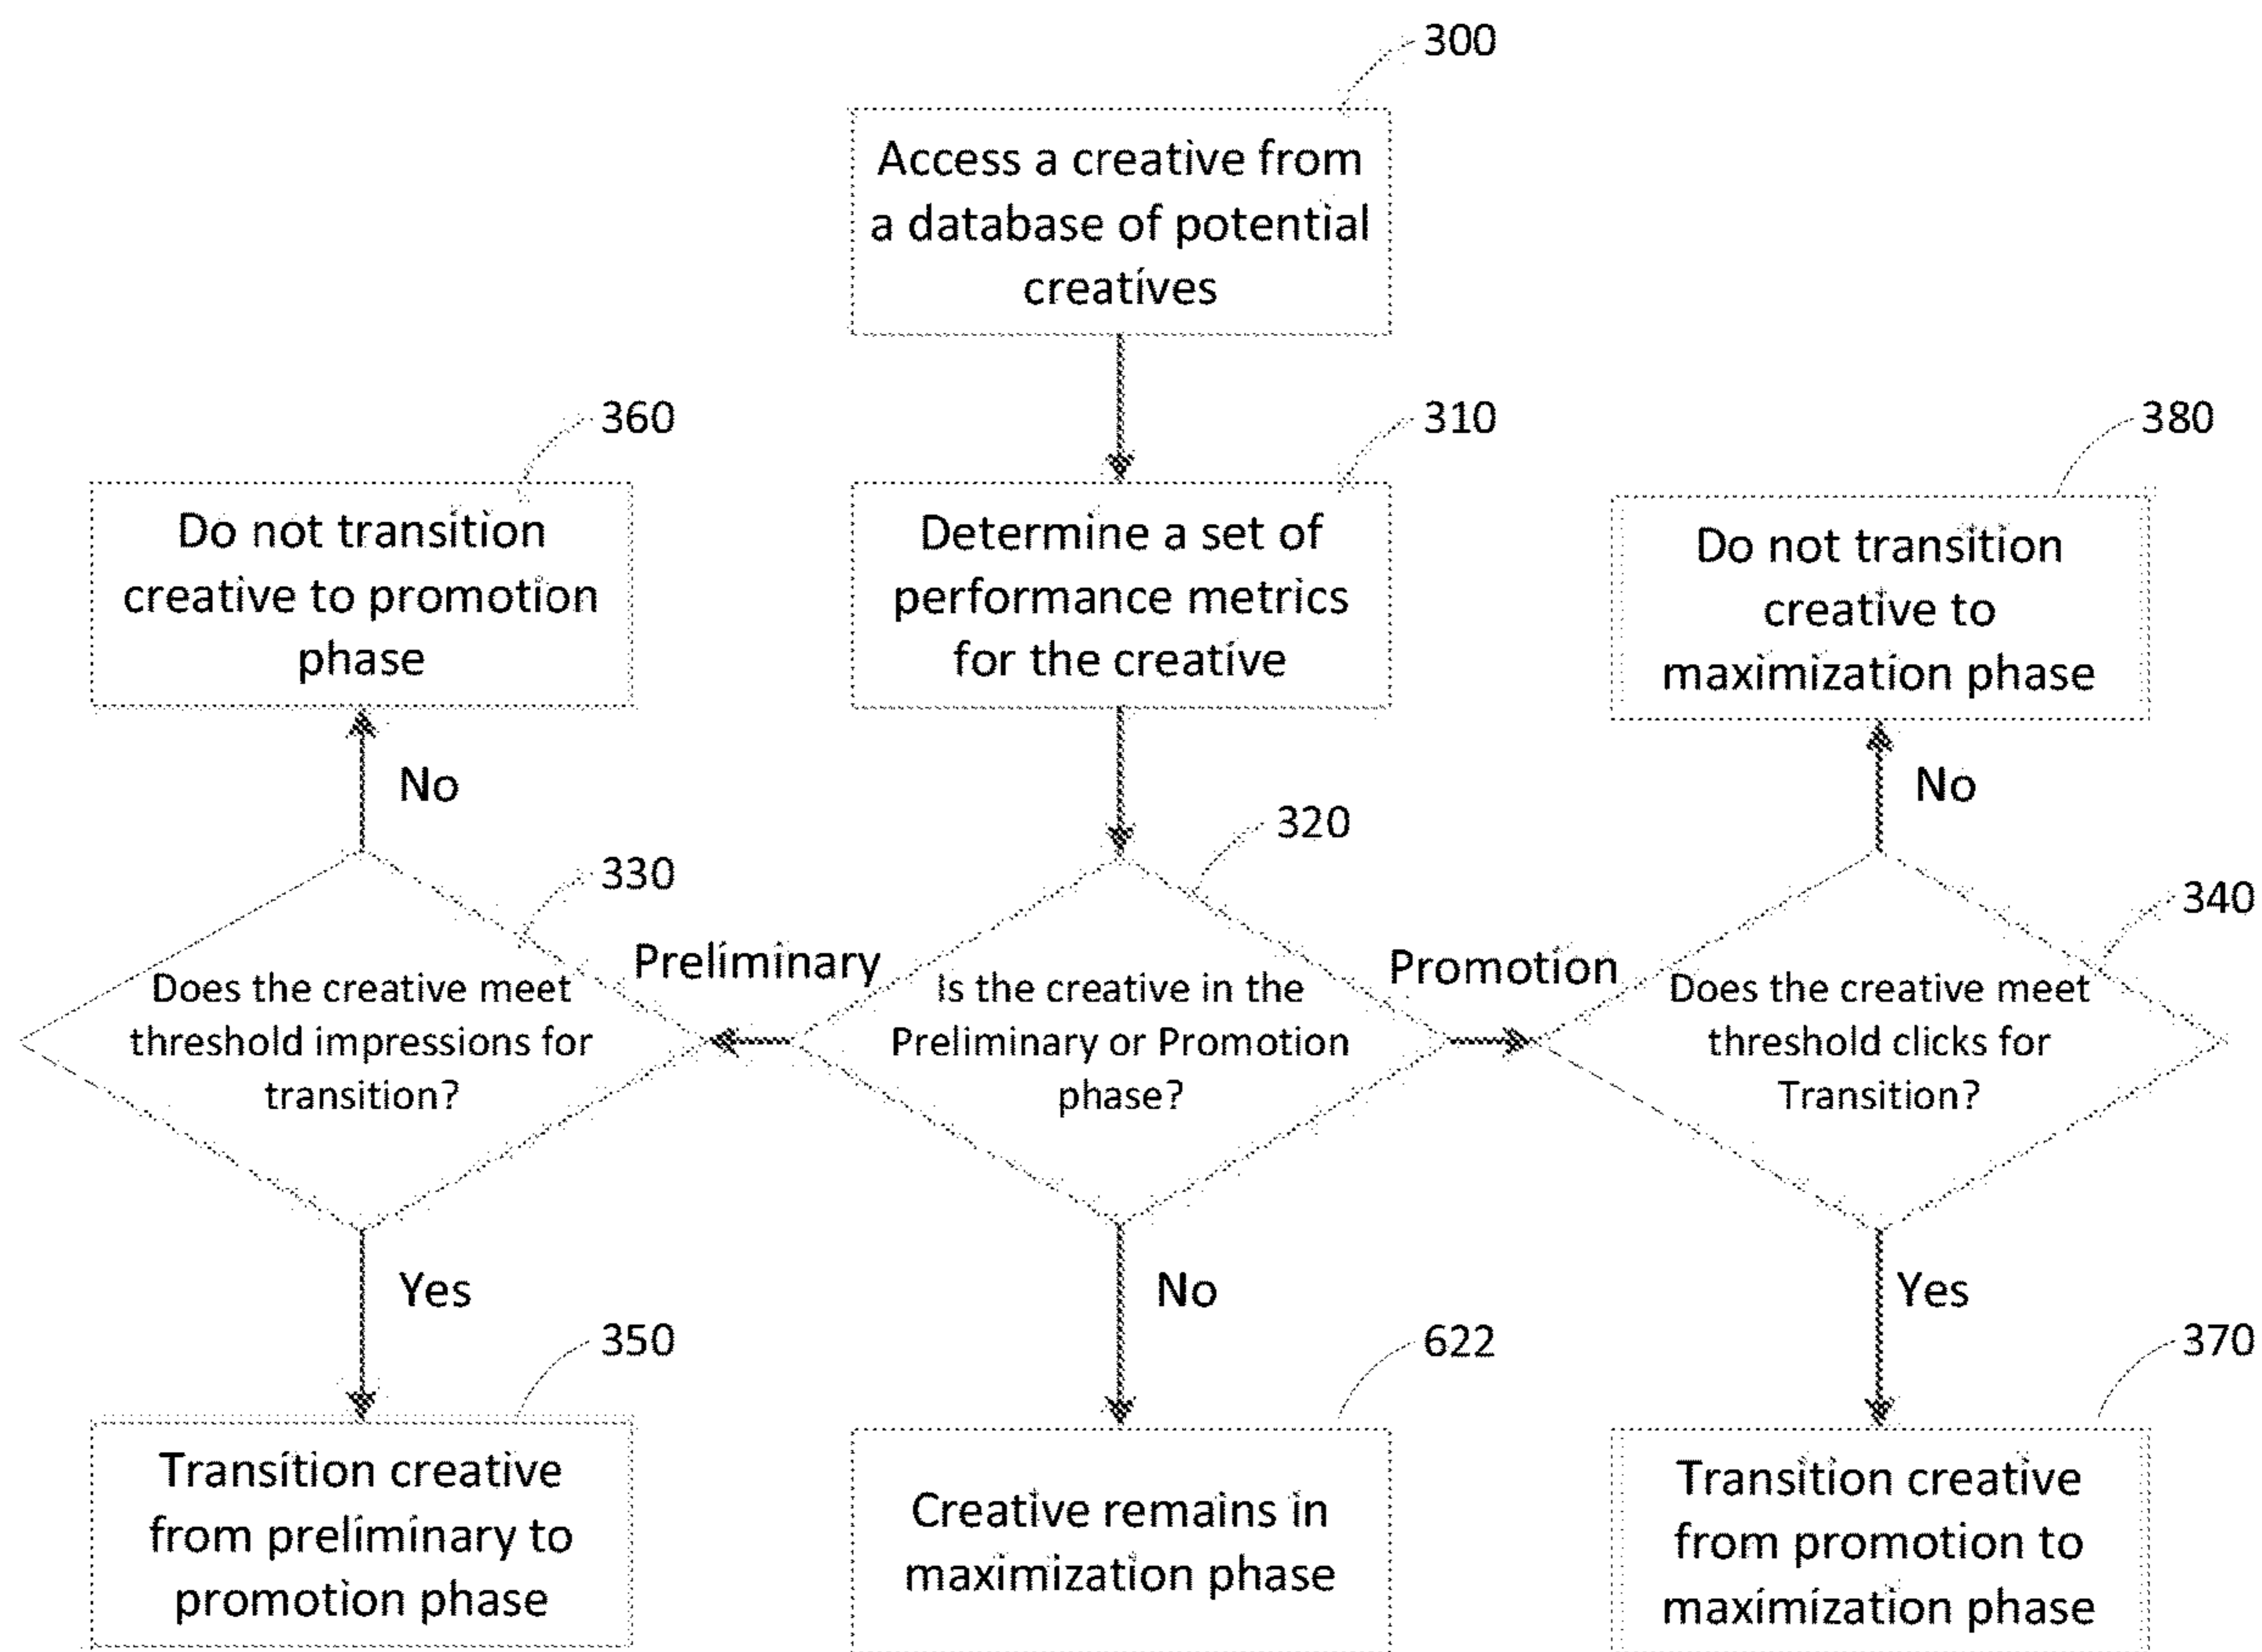 300
Access a creative from
a database of potential
creatives
360
310
380
Do not transition
creative to promotion
phase
Determine a set of
performance metrics
for the creative
Do not transition
creative to
maximization phase
No
No
330
320
340
Preliminary
Promotion
Does the creative meet
threshold impressions for
transition?
Is the creative in the
Preliminary or Promotion
phase?
Does the creative meet
threshold clicks for
Transition?
Yes
No
Yes
350
622
370
Transition creative
from preliminary to
promotion phase
Creative remains in
maximization phase
Transition creative
from promotion to
maximization phase